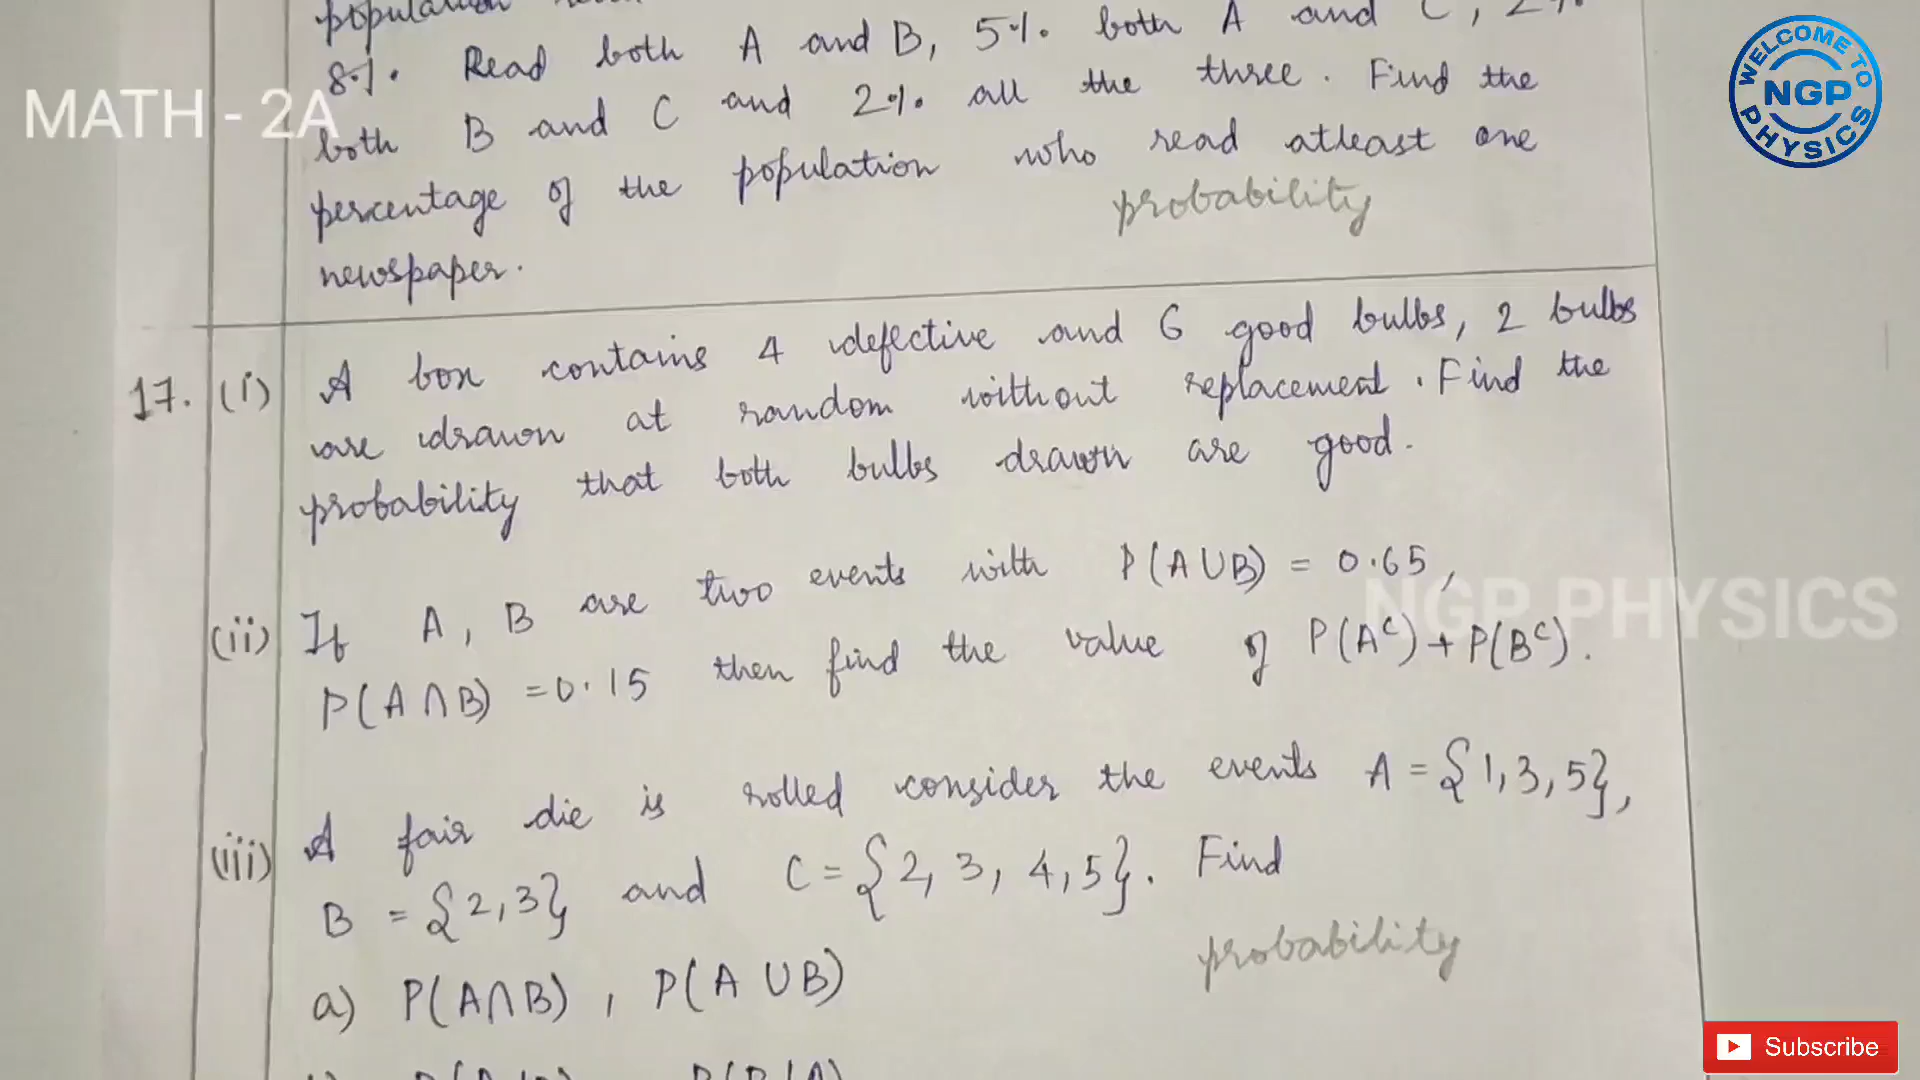 population
8%. Read both A and B, 5% both A and C, 2%
both B and C and 2% all the three. Find the
percentage of the population who read atleast one
newspaper.
probability
17. (i) A box contains 4 defective and 6 good bulbs, 2 bulbs
are drawn at random without replacement. Find the
probability that both bulbs drawn are good.
(ii) If A, B are two events with P(A∪B) = 0.65,
P(A∩B) = 0.15 then find the value of P(Aᶜ)+P(Bᶜ).
(iii) A fair die is rolled consider the events A = {1,3,5},
B = {2,3} and C = {2, 3, 4,5}. Find
probability
a) P(A∩B), P(A∪B)
MATH - 2A
WELCOME TO
NGP
PHYSICS
NGP PHYSICS
Subscribe